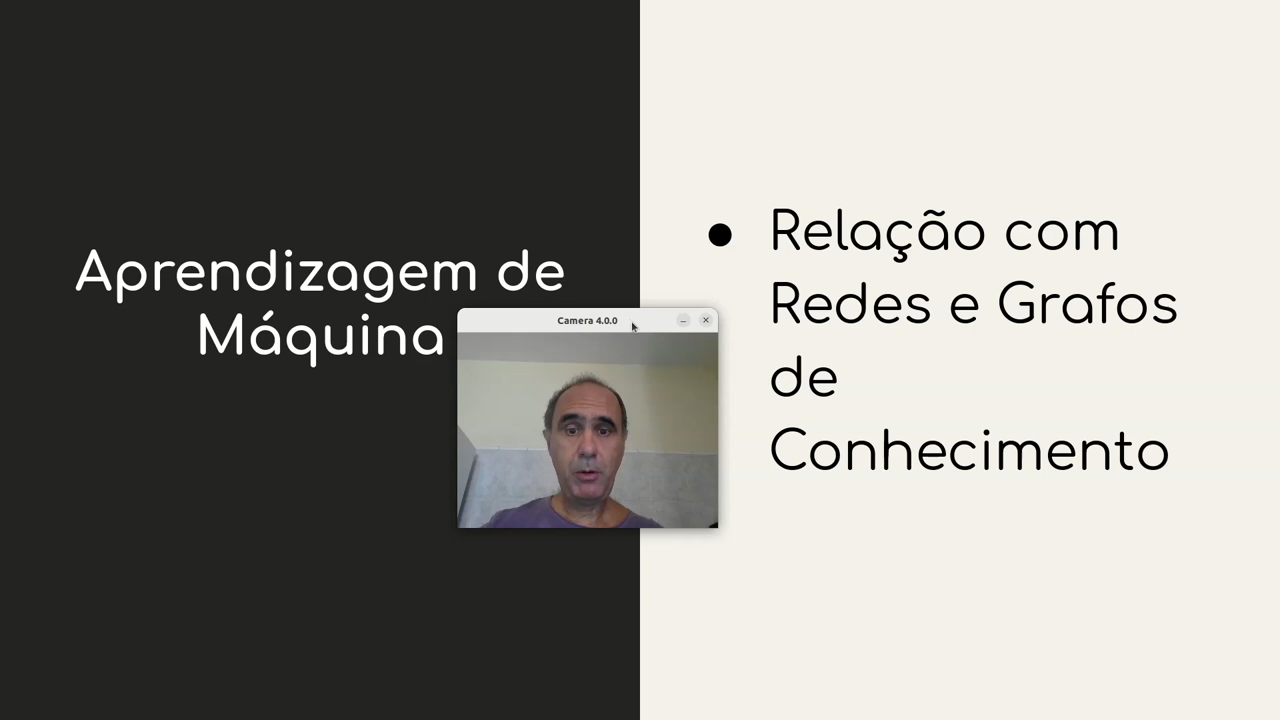 Aprendizagem de
Máquina
Camera 4.0.0
● Relação com
Redes e Grafos
de
Conhecimento